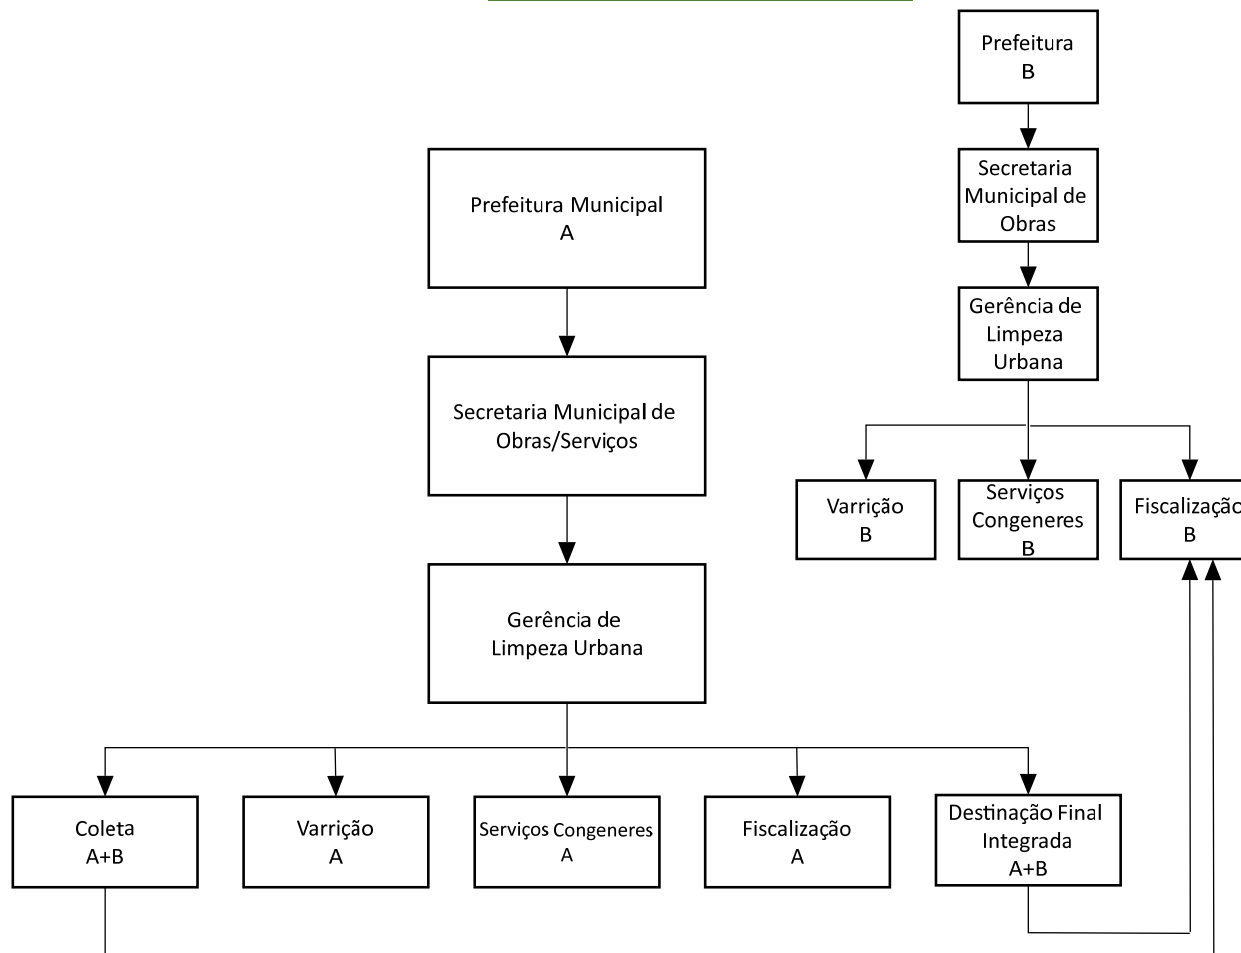 Prefeitura
B
Secretaria
Municipal de
Obras
Gerência de
Limpeza
Urbana
Varrição
B
Serviços
Congeneres
B
Fiscalização
B
Prefeitura Municipal
A
Secretaria Municipal de
Obras/Serviços
Gerência de
Limpeza Urbana
Coleta
A+B
Varrição
A
Serviços Congeneres
A
Fiscalização
A
Destinação Final
Integrada
A+B